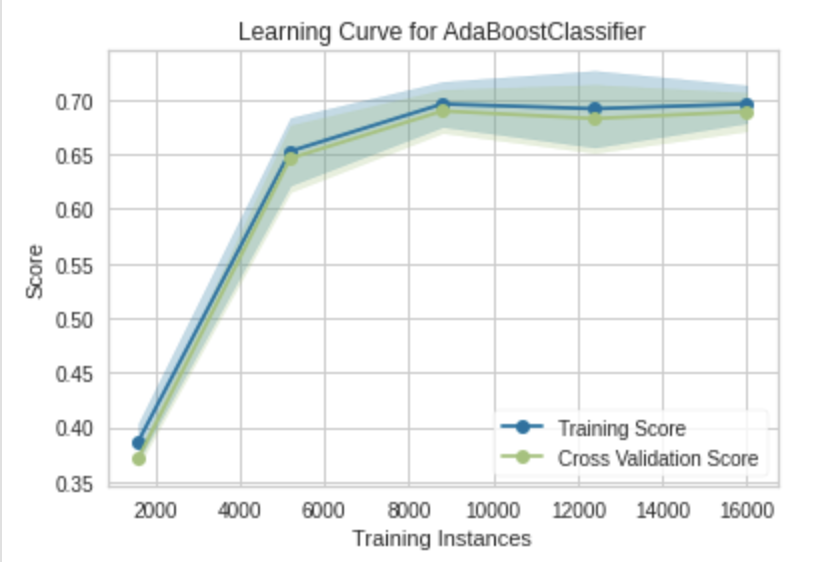 Learning Curve for AdaBoostClassifier
0.70
0.65
0.60
0.55
0.50
0.45
0.40
0.35
Score
Training Score
Cross Validation Score
2000 4000 6000 8000 10000 12000 14000 16000
Training Instances